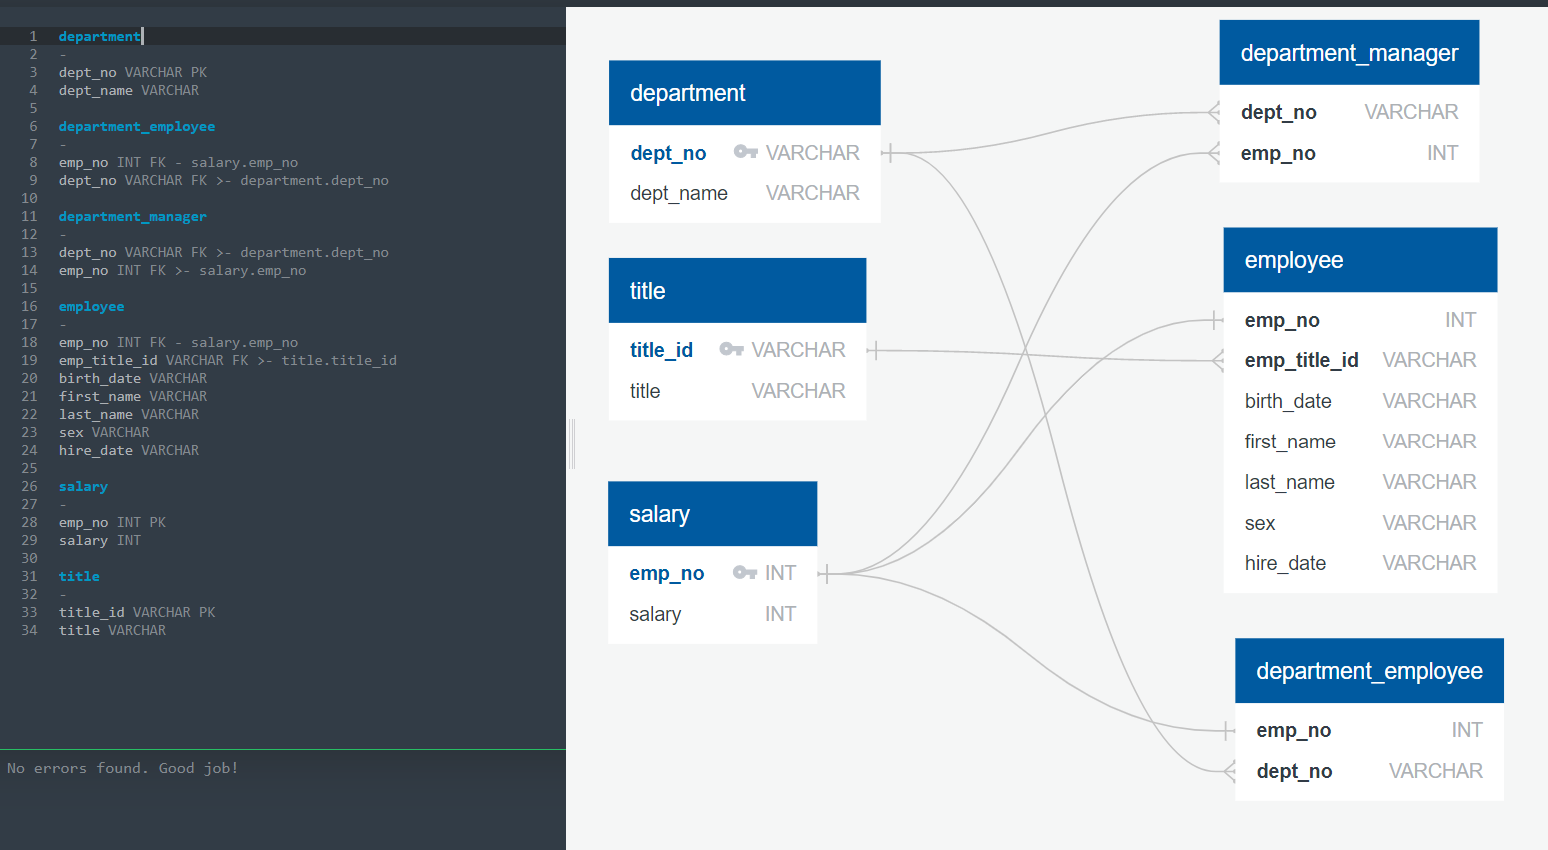 1 department
2 -
3 dept_no VARCHAR PK
4 dept_name VARCHAR
5
6 department_employee
7 -
8 emp_no INT FK - salary.emp_no
9 dept_no VARCHAR FK >- department.dept_no
10
11 department_manager
12 -
13 dept_no VARCHAR FK >- department.dept_no
14 emp_no INT FK >- salary.emp_no
15
16 employee
17 -
18 emp_no INT FK - salary.emp_no
19 emp_title_id VARCHAR FK >- title.title_id
20 birth_date VARCHAR
21 first_name VARCHAR
22 last_name VARCHAR
23 sex VARCHAR
24 hire_date VARCHAR
25
26 salary
27 -
28 emp_no INT PK
29 salary INT
30
31 title
32 -
33 title_id VARCHAR PK
34 title VARCHAR
No errors found. Good job!
department
dept_no VARCHAR
dept_name VARCHAR
title
title_id VARCHAR
title VARCHAR
salary
emp_no INT
salary INT
department_manager
dept_no VARCHAR
emp_no INT
employee
emp_no INT
emp_title_id VARCHAR
birth_date VARCHAR
first_name VARCHAR
last_name VARCHAR
sex VARCHAR
hire_date VARCHAR
department_employee
emp_no INT
dept_no VARCHAR